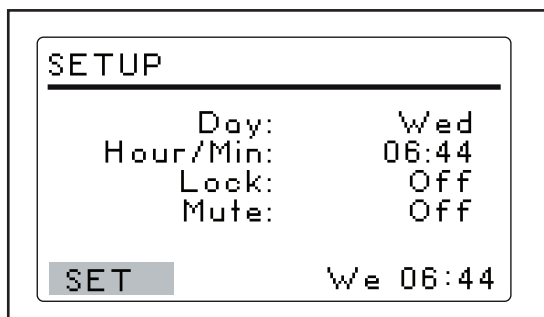 SETUP
Day: Wed
Hour/Min: 06:44
Lock: Off
Mute: Off
SET We 06:44